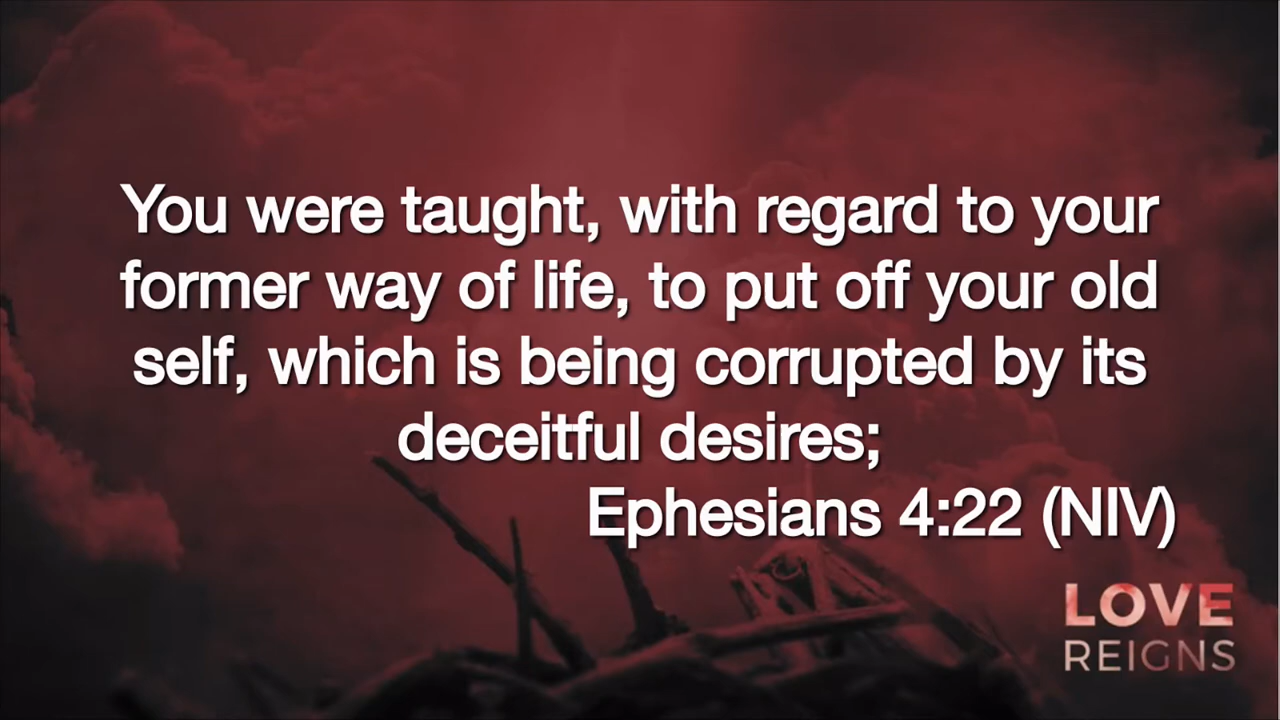 You were taught, with regard to your
former way of life, to put off your old
self, which is being corrupted by its
deceitful desires;
Ephesians 4:22 (NIV)
LOVE
REIGNS